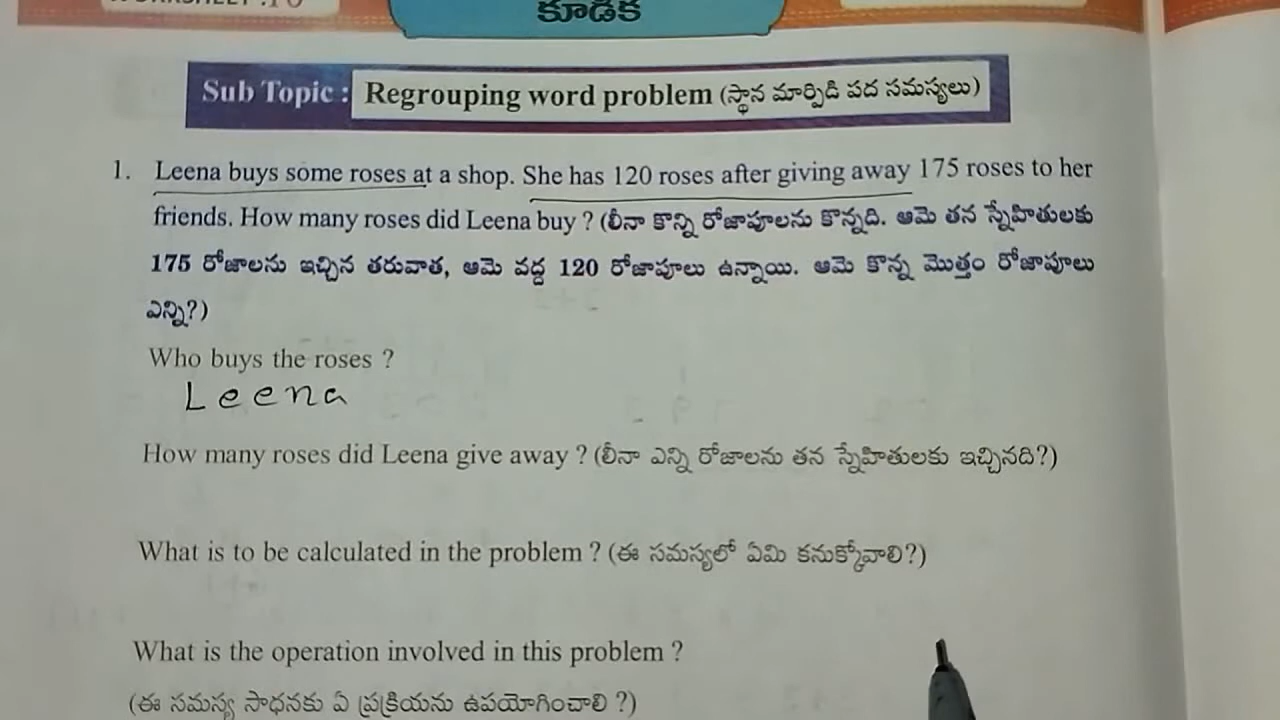 కూడిక
Sub Topic : Regrouping word problem (స్థాన మార్పిడి పద సమస్యలు)
1. Leena buys some roses at a shop. She has 120 roses after giving away 175 roses to her
friends. How many roses did Leena buy ? (లీనా కొన్ని రోజాపూలను కొన్నది. ఆమె తన స్నేహితులకు
175 రోజాలను ఇచ్చిన తరువాత, ఆమె వద్ద 120 రోజాపూలు ఉన్నాయి. ఆమె కొన్న మొత్తం రోజాపూలు
ఎన్ని?)
Who buys the roses ?
Leena
How many roses did Leena give away ? (లీనా ఎన్ని రోజాలను తన స్నేహితులకు ఇచ్చినది?)
What is to be calculated in the problem ? (ఈ సమస్యలో ఏమి కనుక్కోవాలి?)
What is the operation involved in this problem ?
(ఈ సమస్య సాధనకు ఏ ప్రక్రియను ఉపయోగించాలి ?)